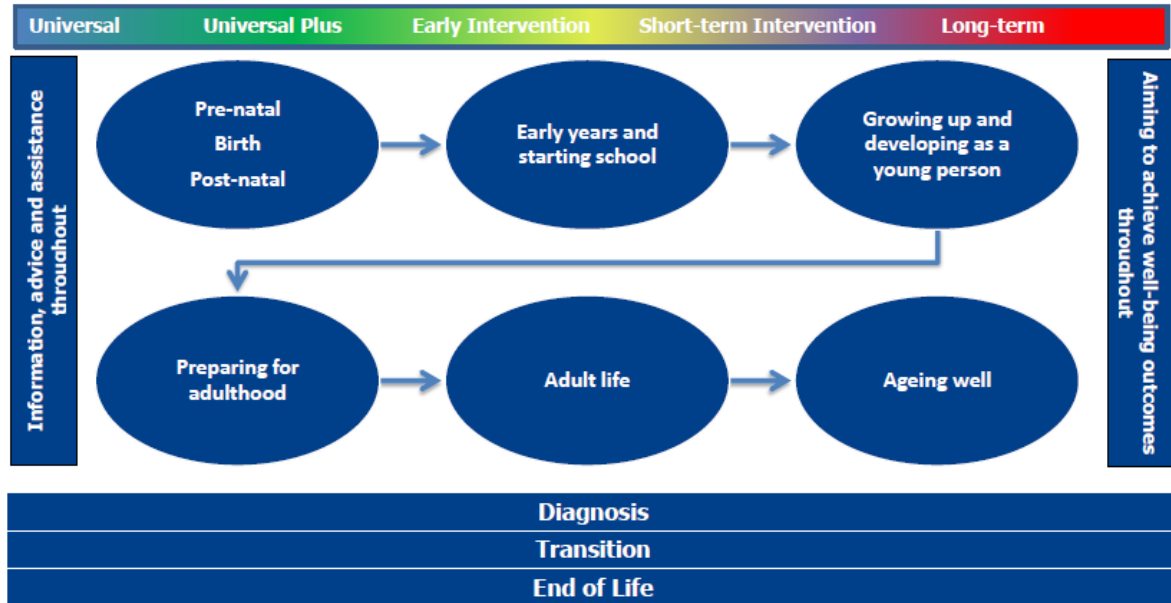 Universal Universal Plus Early Intervention Short-term Intervention Long-term
Information, advice and assistance
throughout
Pre-natal
Birth
Post-natal
Early years and
starting school
Growing up and
developing as a
young person
Preparing for
adulthood
Adult life
Ageing well
Aiming to achieve well-being outcomes
throughout
Diagnosis
Transition
End of Life